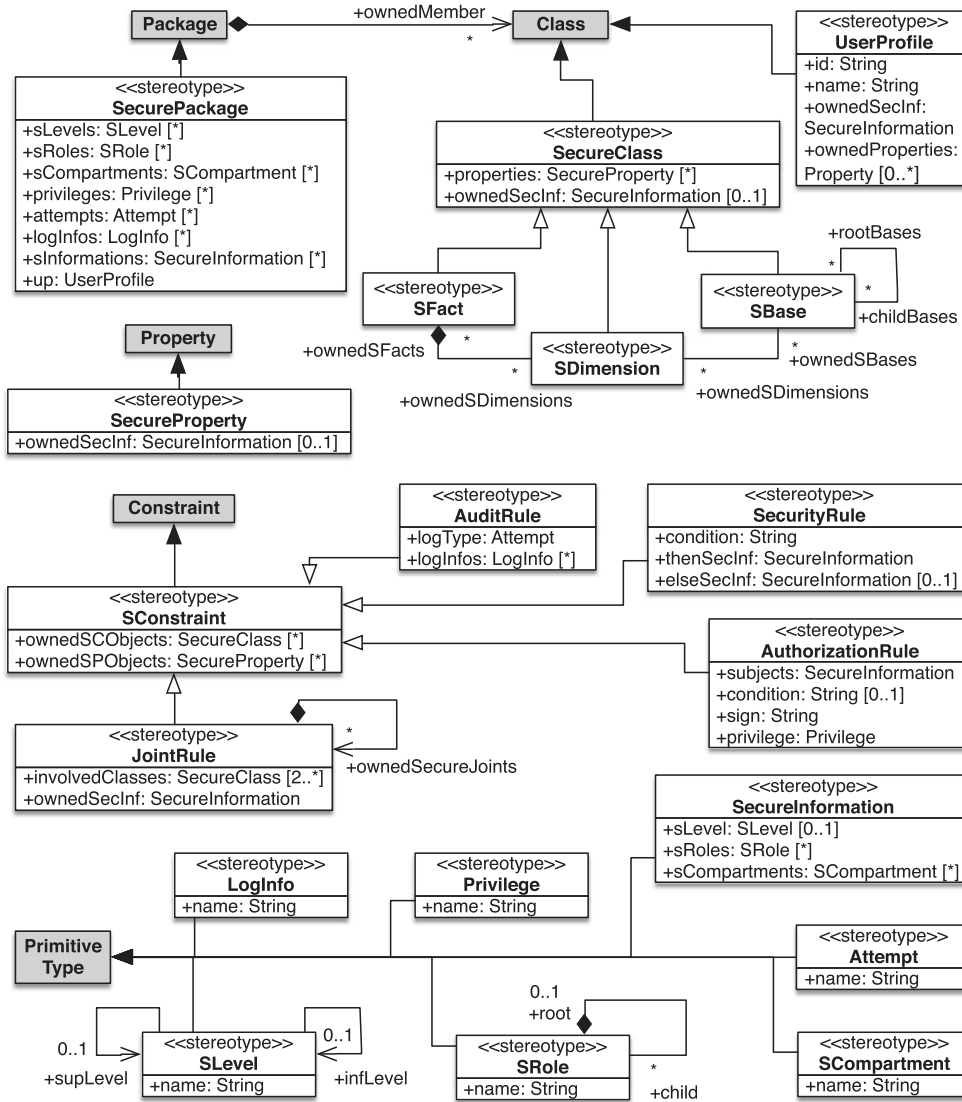 Package
+ownedMember
*
Class
<<stereotype>>
UserProfile
+id: String
+name: String
+ownedSecInf:
SecureInformation
+ownedProperties:
Property [0..*]
<<stereotype>>
SecurePackage
+sLevels: SLevel [*]
+sRoles: SRole [*]
+sCompartments: SCompartment [*]
+privileges: Privilege [*]
+attempts: Attempt [*]
+logInfos: LogInfo [*]
+sInformations: SecureInformation [*]
+up: UserProfile
<<stereotype>>
SecureClass
+properties: SecureProperty [*]
+ownedSecInf: SecureInformation [0..1]
<<stereotype>>
SFact
+ownedSFacts
*
*
+ownedSDimensions
<<stereotype>>
SDimension
<<stereotype>>
SBase
+rootBases
*
*
+childBases
*
+ownedSBases
*
+ownedSDimensions
Property
<<stereotype>>
SecureProperty
+ownedSecInf: SecureInformation [0..1]
Constraint
<<stereotype>>
AuditRule
+logType: Attempt
+logInfos: LogInfo [*]
<<stereotype>>
SecurityRule
+condition: String
+thenSecInf: SecureInformation
+elseSecInf: SecureInformation [0..1]
<<stereotype>>
SConstraint
+ownedSCObjects: SecureClass [*]
+ownedSPObjects: SecureProperty [*]
<<stereotype>>
AuthorizationRule
+subjects: SecureInformation
+condition: String [0..1]
+sign: String
+privilege: Privilege
<<stereotype>>
JointRule
+involvedClasses: SecureClass [2..*]
+ownedSecInf: SecureInformation
*
+ownedSecureJoints
<<stereotype>>
SecureInformation
+sLevel: SLevel [0..1]
+sRoles: SRole [*]
+sCompartments: SCompartment [*]
<<stereotype>>
LogInfo
+name: String
<<stereotype>>
Privilege
+name: String
Primitive
Type
<<stereotype>>
Attempt
+name: String
<<stereotype>>
SLevel
+name: String
0..1
+supLevel
0..1
+infLevel
<<stereotype>>
SRole
+name: String
0..1
+root
*
+child
<<stereotype>>
SCompartment
+name: String